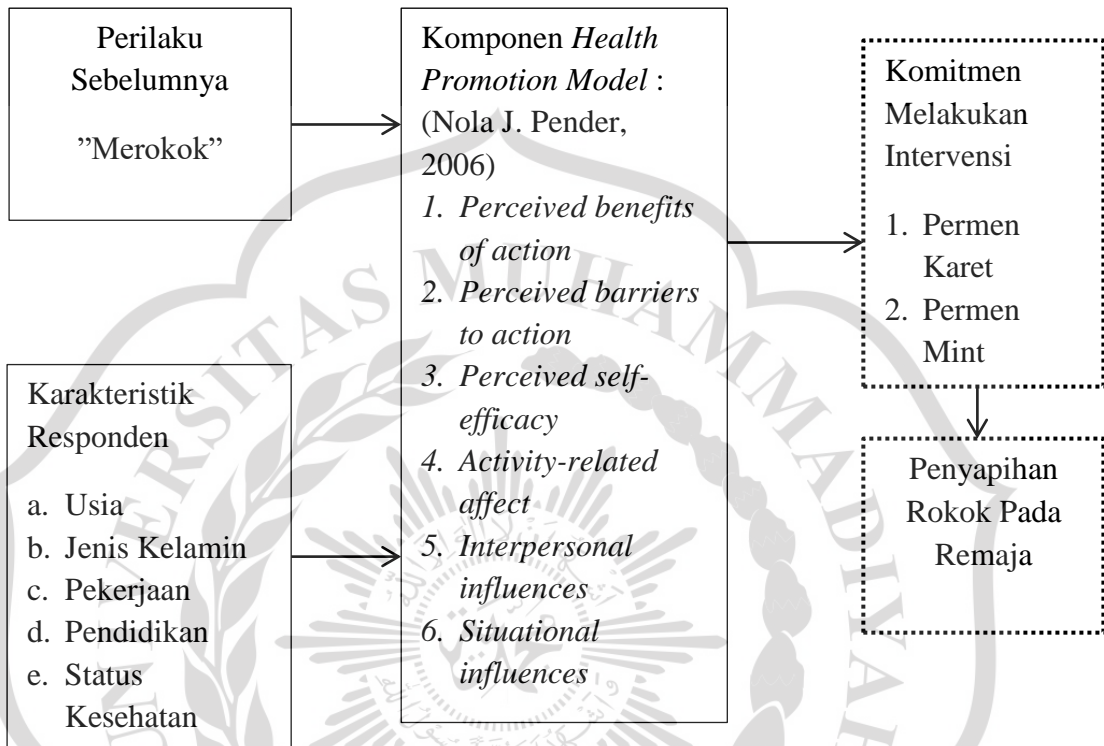 Perilaku
Sebelumnya
”Merokok”
Karakteristik
Responden
a. Usia
b. Jenis Kelamin
c. Pekerjaan
d. Pendidikan
e. Status
Kesehatan
Komponen Health
Promotion Model :
(Nola J. Pender,
2006)
1. Perceived benefits
of action
2. Perceived barriers
to action
3. Perceived self-
efficacy
4. Activity-related
affect
5. Interpersonal
influences
6. Situational
influences
Komitmen
Melakukan
Intervensi
1. Permen
Karet
2. Permen
Mint
Penyapihan
Rokok Pada
Remaja
UNIVERSITAS MUHAMMADIYAH